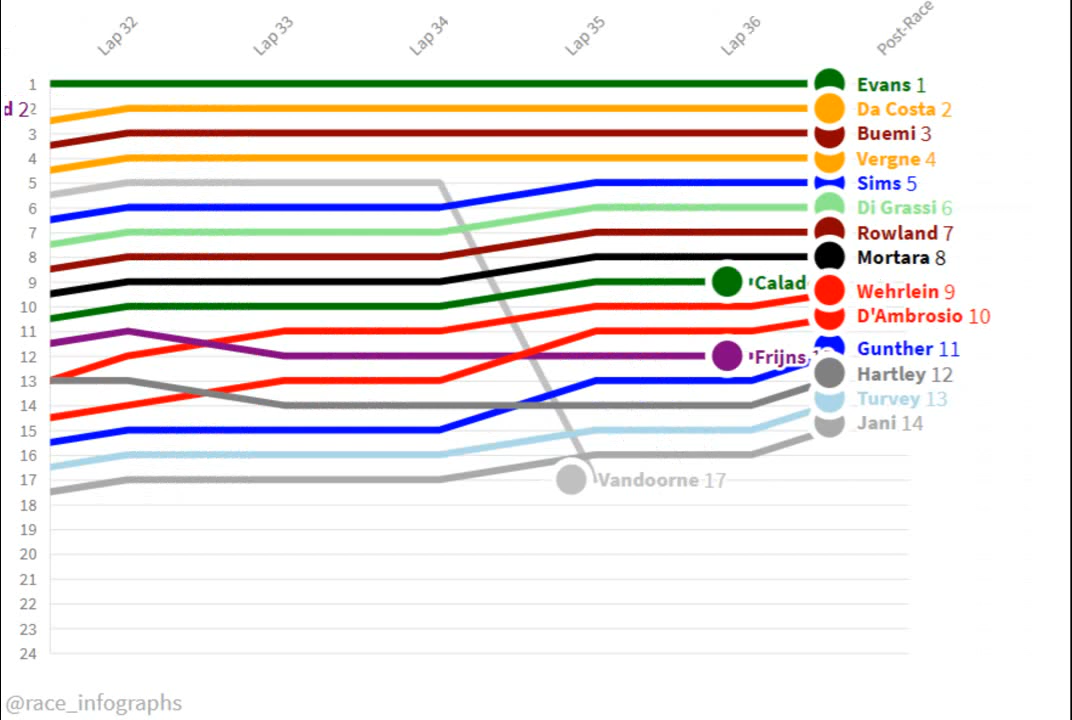 Lap 32
Lap 33
Lap 34
Lap 35
Lap 36
Post-Race
1
Evans 1
d 2
2
Da Costa 2
3
Buemi 3
4
Vergne 4
5
Sims 5
6
Di Grassi 6
7
Rowland 7
8
Mortara 8
9
Calad
Wehrlein 9
10
D'Ambrosio 10
11
Gunther 11
12
Frijns
Hartley 12
13
Turvey 13
14
Jani 14
15
16
17
Vandoorne 17
18
19
20
21
22
23
24
@race_infographs